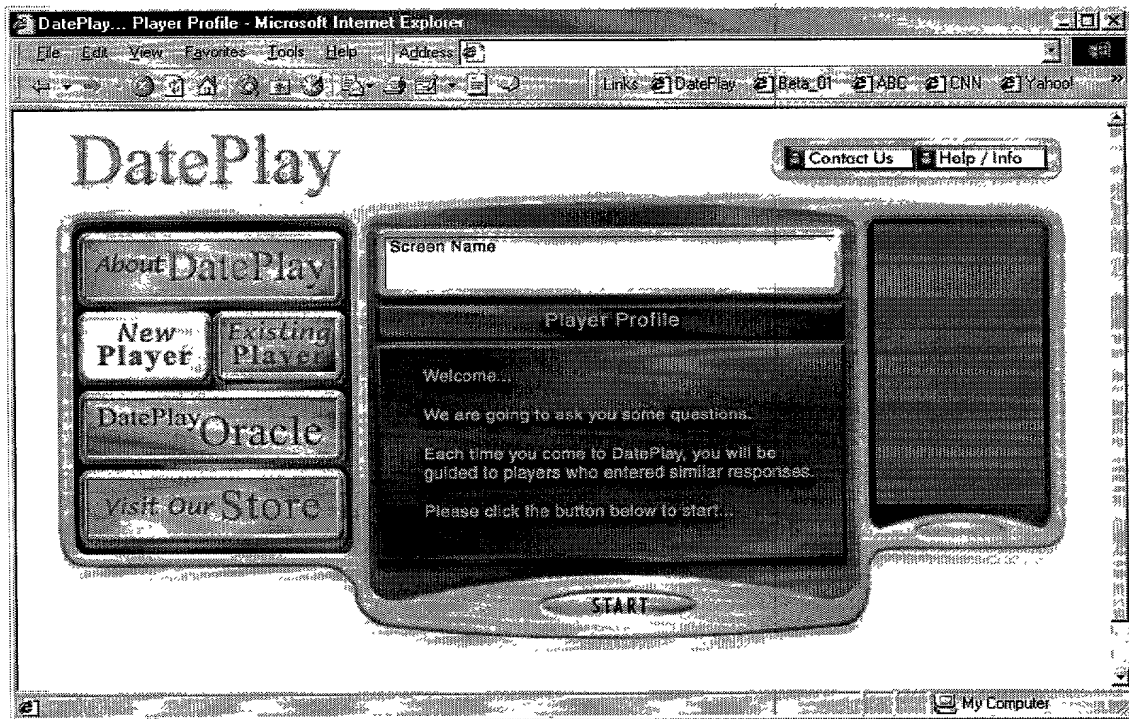 DatePlay... Player Profile - Microsoft Internet Explorer
File Edit View Favorites Tools Help Address
Links DatePlay Beta_01 ABC CNN Yahoo! »
DatePlay
Contact Us Help / Info
About DatePlay
New Player
Existing Player
DatePlay Oracle
Visit Our Store
Screen Name
Player Profile
Welcome...
We are going to ask you some questions.
Each time you come to DatePlay, you will be
guided to players who entered similar responses.
Please click the button below to start...
START
My Computer